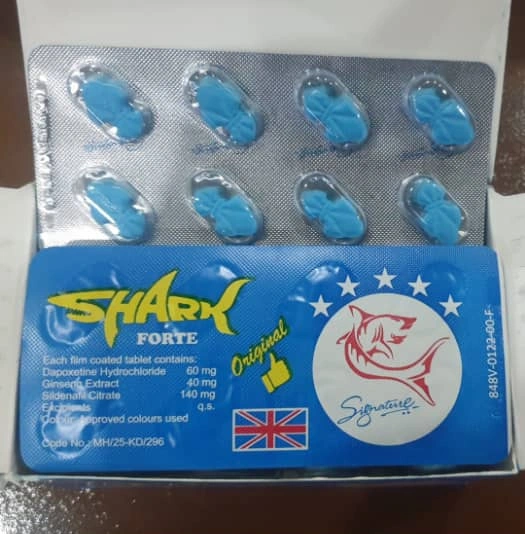 SHARK
FORTE
Each film coated tablet contains:
Dapoxetine Hydrochloride 60 mg
Ginseng Extract 40 mg
Sildenafil Citrate 140 mg
Excipients q.s.
Colour: Approved colours used
Code No.: MH/25-KD/296
Original
Signature
848V-0122-00-F